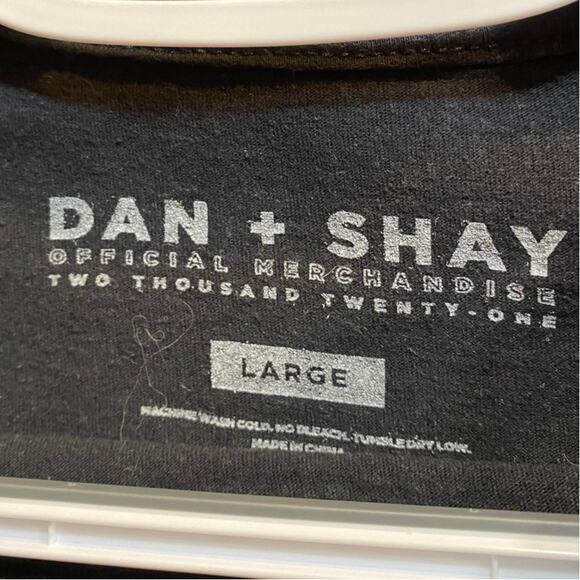 DAN + SHAY
OFFICIAL MERCHANDISE
TWO THOUSAND TWENTY-ONE
LARGE
MACHINE WASH COLD. NO BLEACH. TUMBLE DRY LOW.
MADE IN CHINA